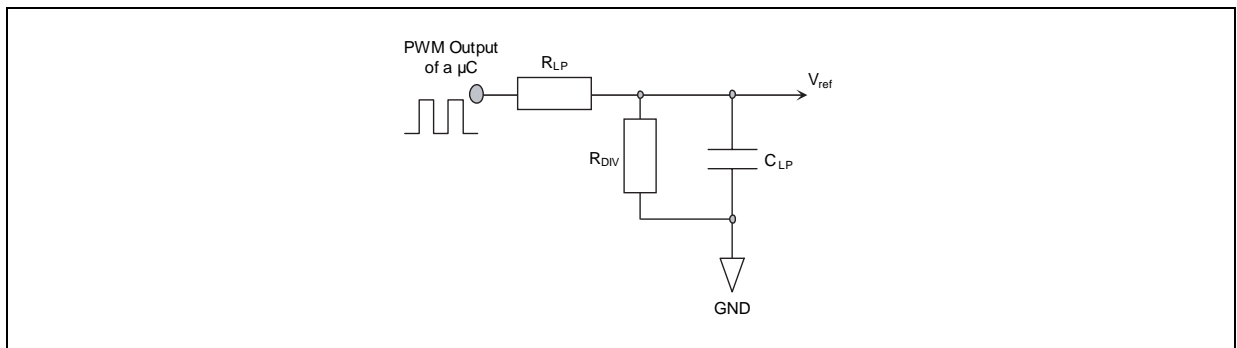 PWM Output
of a µC
RLP
Vref
RDIV
CLP
GND